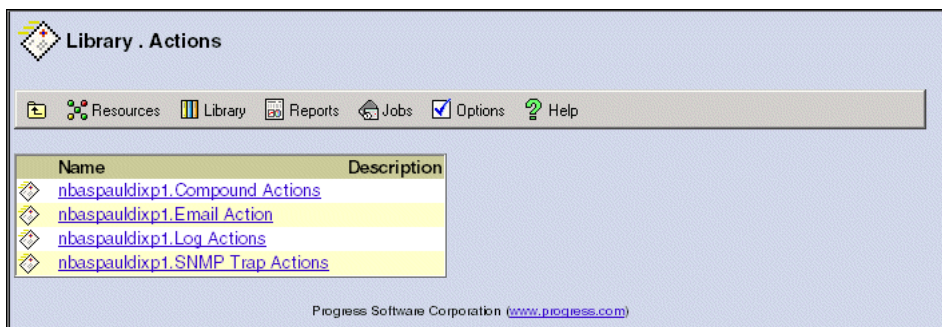 Library . Actions
Resources Library Reports Jobs Options Help
Name Description
nbaspauldixp1.Compound Actions
nbaspauldixp1.Email Action
nbaspauldixp1.Log Actions
nbaspauldixp1.SNMP Trap Actions
Progress Software Corporation (www.progress.com)